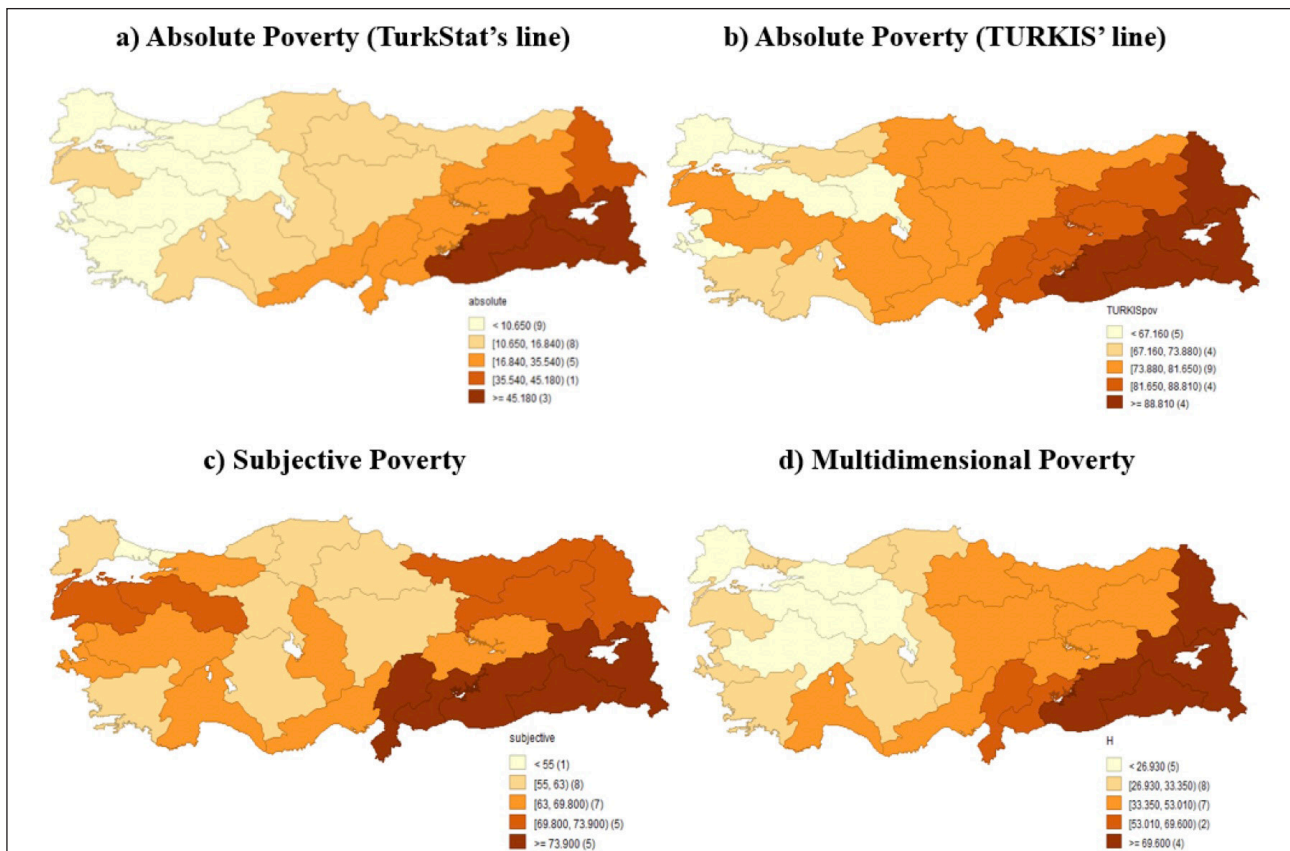 a) Absolute Poverty (TurkStat's line)
absolute
< 10.650 (9)
[10.650, 16.840) (8)
[16.840, 35.540) (5)
[35.540, 45.180) (1)
>= 45.180 (3)
b) Absolute Poverty (TURKIS' line)
TURKISpov
< 67.160 (5)
[67.160, 73.880) (4)
[73.880, 81.650) (9)
[81.650, 88.810) (4)
>= 88.810 (4)
c) Subjective Poverty
subjective
< 55 (1)
[55, 63) (8)
[63, 69.800) (7)
[69.800, 73.900) (5)
>= 73.900 (5)
d) Multidimensional Poverty
H
< 26.930 (5)
[26.930, 33.350) (8)
[33.350, 53.010) (7)
[53.010, 69.600) (2)
>= 69.600 (4)